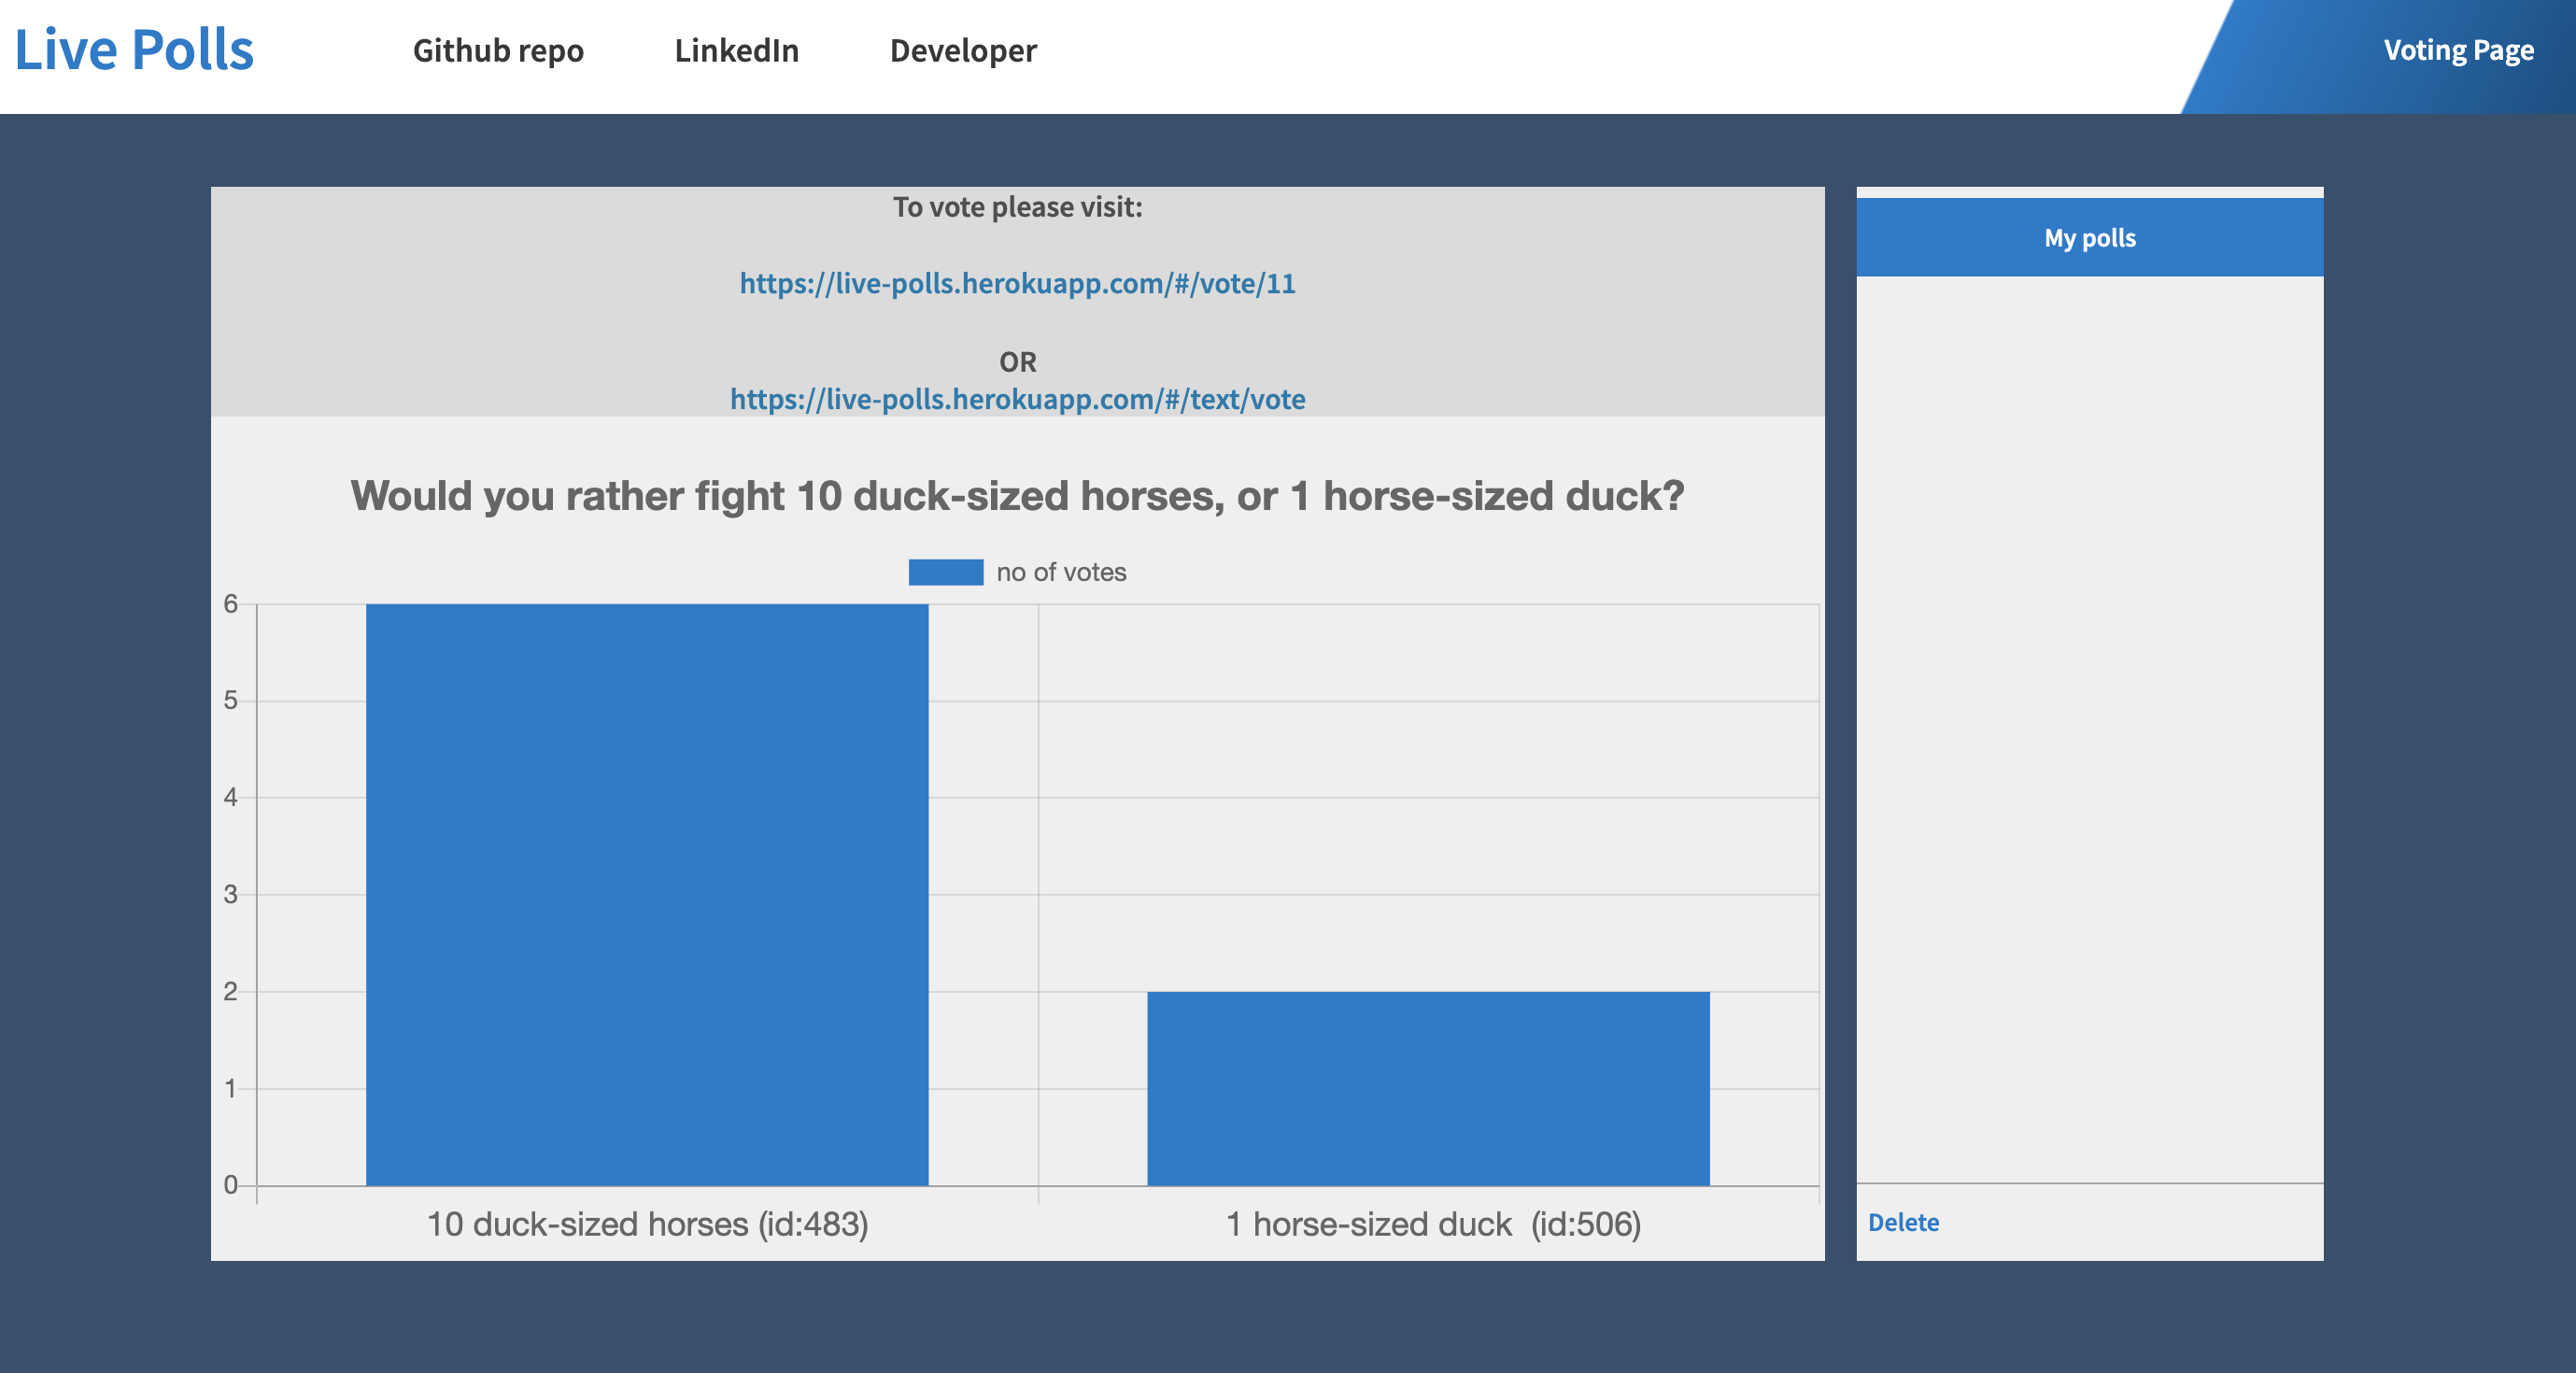 Live Polls
Github repo
LinkedIn
Developer
Voting Page
To vote please visit:
https://live-polls.herokuapp.com/#/vote/11
OR
https://live-polls.herokuapp.com/#/text/vote
Would you rather fight 10 duck-sized horses, or 1 horse-sized duck?
no of votes
6
5
4
3
2
1
0
10 duck-sized horses (id:483)
1 horse-sized duck  (id:506)
My polls
Delete